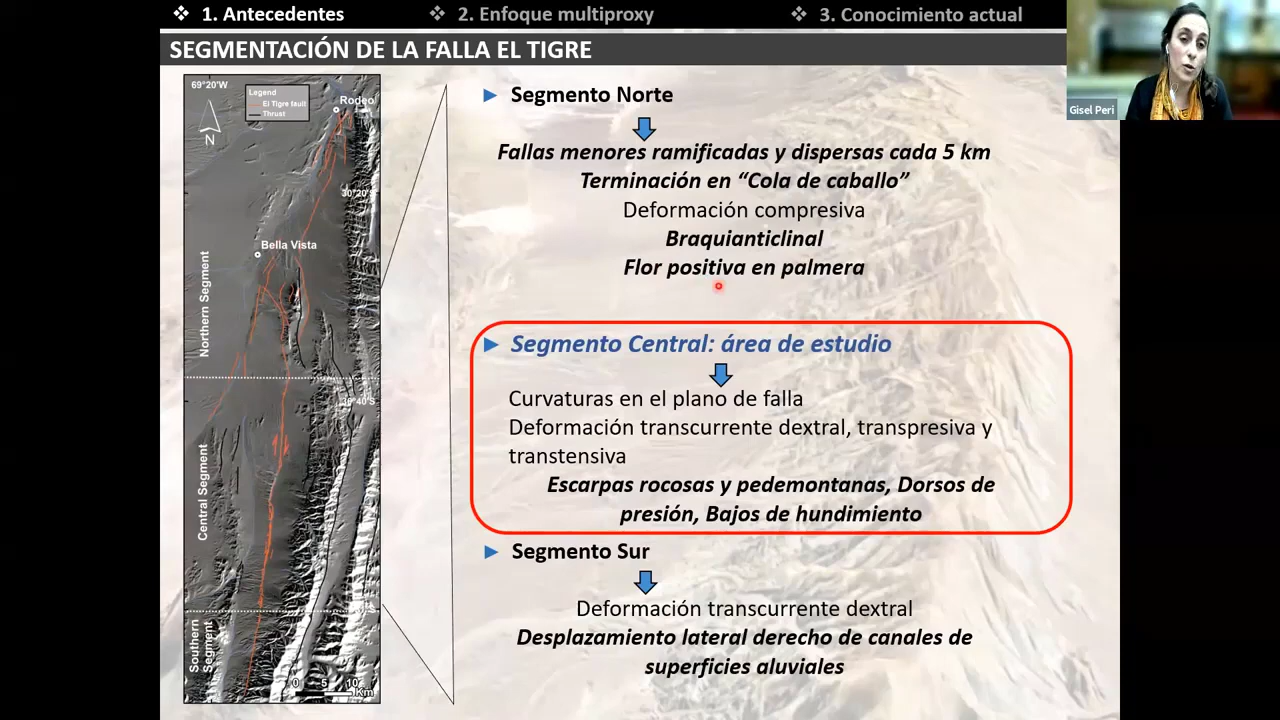 ❖ 1. Antecedentes
❖ 2. Enfoque multiproxy
❖ 3. Conocimiento actual
SEGMENTACIÓN DE LA FALLA EL TIGRE
Gisel Peri
69°20'W
Legend
El Tigre fault
Thrust
Rodeo
N
30°20'S
Bella Vista
Northern Segment
Central Segment
Southern Segment
0 5 10
Km
► Segmento Norte
Fallas menores ramificadas y dispersas cada 5 km
Terminación en “Cola de caballo”
Deformación compresiva
Braquianticlinal
Flor positiva en palmera
► Segmento Central: área de estudio
Curvaturas en el plano de falla
Deformación transcurrente dextral, transpresiva y
transtensiva
Escarpas rocosas y pedemontanas, Dorsos de
presión, Bajos de hundimiento
► Segmento Sur
Deformación transcurrente dextral
Desplazamiento lateral derecho de canales de
superficies aluviales